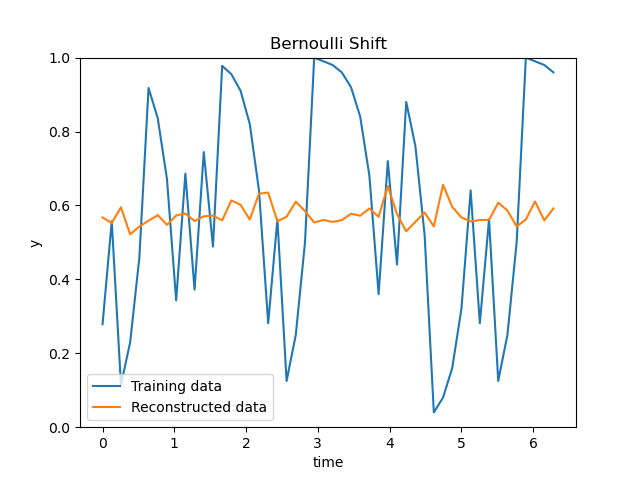 Bernoulli Shift
1.0
0.8
0.6
0.4
0.2
0.0
y
Training data
Reconstructed data
0 1 2 3 4 5 6
time